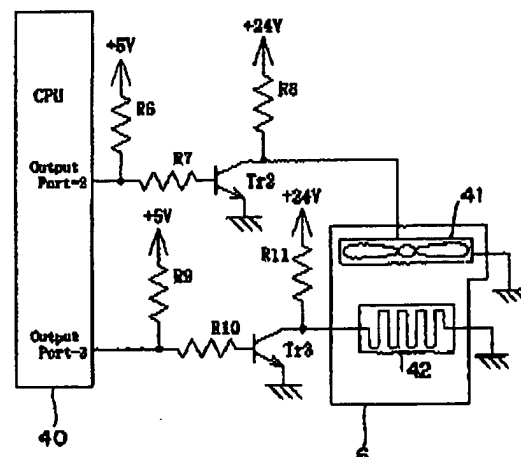 +5V
+24V
CPU
R6
R8
Output
Port-2
R7
Tr2
+5V
+24V
41
R9
R11
Output
Port-3
R10
Tr3
42
40
6